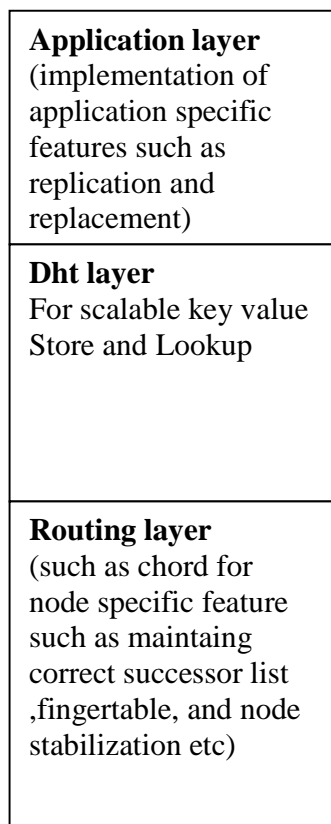 Application layer
(implementation of
application specific
features such as
replication and
replacement)
Dht layer
For scalable key value
Store and Lookup
Routing layer
(such as chord for
node specific feature
such as maintaing
correct successor list
,fingertable, and node
stabilization etc)